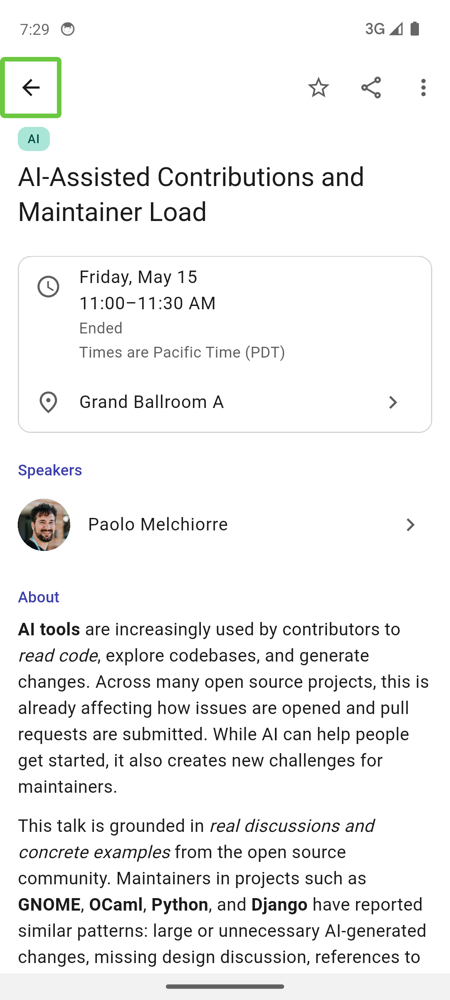 7:29
3G
AI
AI-Assisted Contributions and
Maintainer Load
Friday, May 15
11:00–11:30 AM
Ended
Times are Pacific Time (PDT)
Grand Ballroom A
Speakers
Paolo Melchiorre
About
AI tools are increasingly used by contributors to
read code, explore codebases, and generate
changes. Across many open source projects, this is
already affecting how issues are opened and pull
requests are submitted. While AI can help people
get started, it also creates new challenges for
maintainers.
This talk is grounded in real discussions and
concrete examples from the open source
community. Maintainers in projects such as
GNOME, OCaml, Python, and Django have reported
similar patterns: large or unnecessary AI-generated
changes, missing design discussion, references to